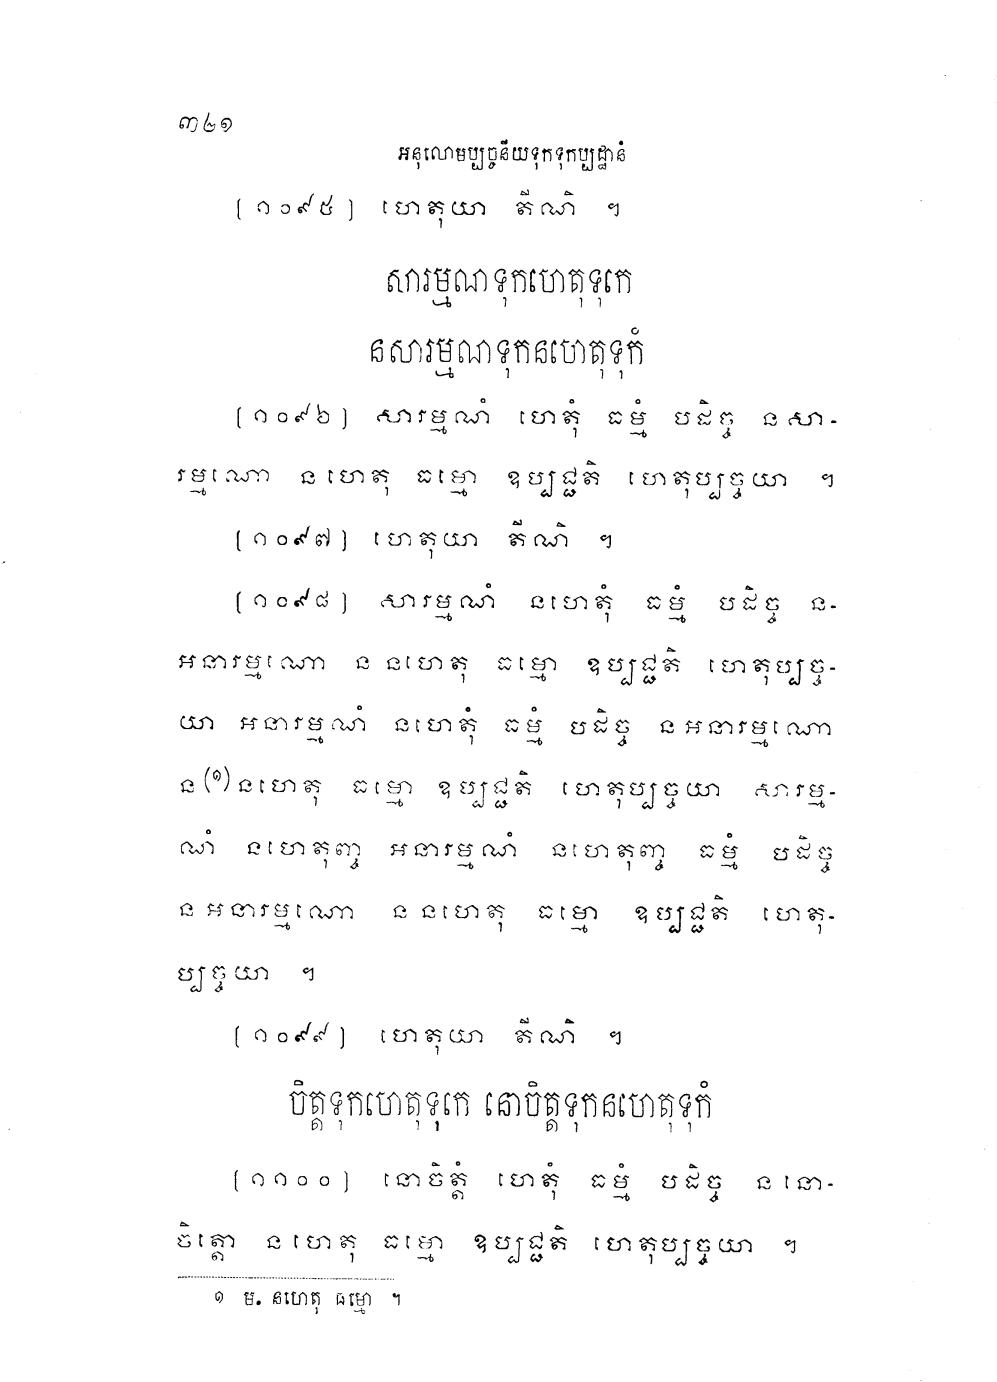 ៣២១
អនុលោមប្បច្ចនីយទុកទុកប្បដ្ឋានំ
[១០៩៥] ហេតុយា តីណិ ។
សារម្មណទុកហេតុទុកេ
នសារម្មណទុកនហេតុទុកំ
[១០៩៦] សារម្មណំ ហេតុំ ធម្មំ បដិច្ច នសា-
រម្មណោ ន ហេតុ ធម្មោ ឧប្បជ្ជតិ ហេតុប្បច្ចយា ។
[១០៩៧] ហេតុយា តីណិ ។
[១០៩៨] សារម្មណំ នហេតុំ ធម្មំ បដិច្ច ន-
អនារម្មណោ ន នហេតុ ធម្មោ ឧប្បជ្ជតិ ហេតុប្បច្ច-
យា អនារម្មណំ នហេតុំ ធម្មំ បដិច្ច នអនារម្មណោ
ន(១)នហេតុ ធម្មោ ឧប្បជ្ជតិ ហេតុប្បច្ចយា សារម្ម-
ណំ នហេតុញ្ច អនារម្មណំ នហេតុញ្ច ធម្មំ បដិច្ច
នអនារម្មណោ ន នហេតុ ធម្មោ ឧប្បជ្ជតិ ហេតុ-
ប្បច្ចយា ។
[១០៩៩] ហេតុយា តីណិ ។
ចិត្តទុកហេតុទុកេ នោចិត្តទុកនហេតុទុកំ
[១១០០] នោចិត្តំ ហេតុំ ធម្មំ បដិច្ច ននោ-
ចិត្តោ ន ហេតុ ធម្មោ ឧប្បជ្ជតិ ហេតុប្បច្ចយា ។
១ ម. នហេតុ ធម្មោ ។